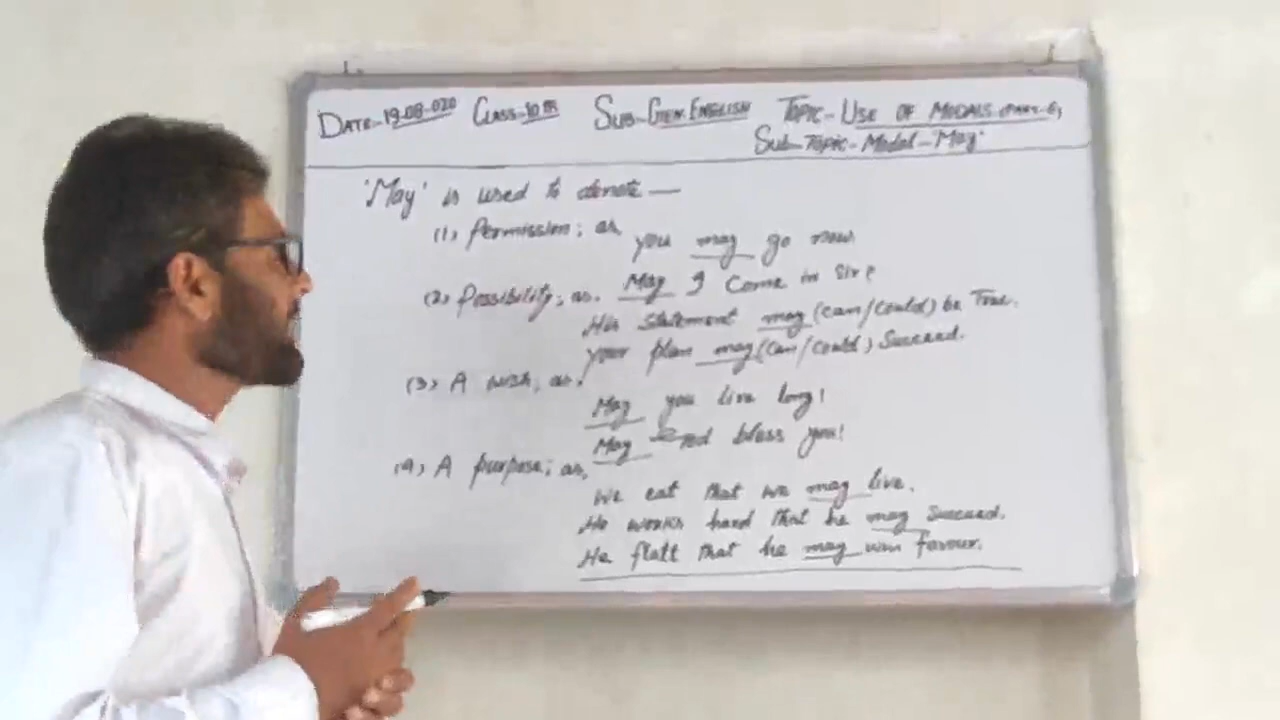 DATE-19-08-020 CLASS-10th SUB-GEN.ENGLISH TOPIC-USE OF MODALS (PART-6)
Sub-Topic-Modal-May
'May' is used to denote —
(1) Permission; as,
you may go now
May I come in sir?
(2) Possibility; as.
His statement may (can/could) be True.
your plan may (can/could) succeed.
(3) A wish; as,
May you live long!
May God bless you!
(4) A purpose; as,
We eat that we may live.
He works hard that he may succeed.
He flatt that he may win favour.